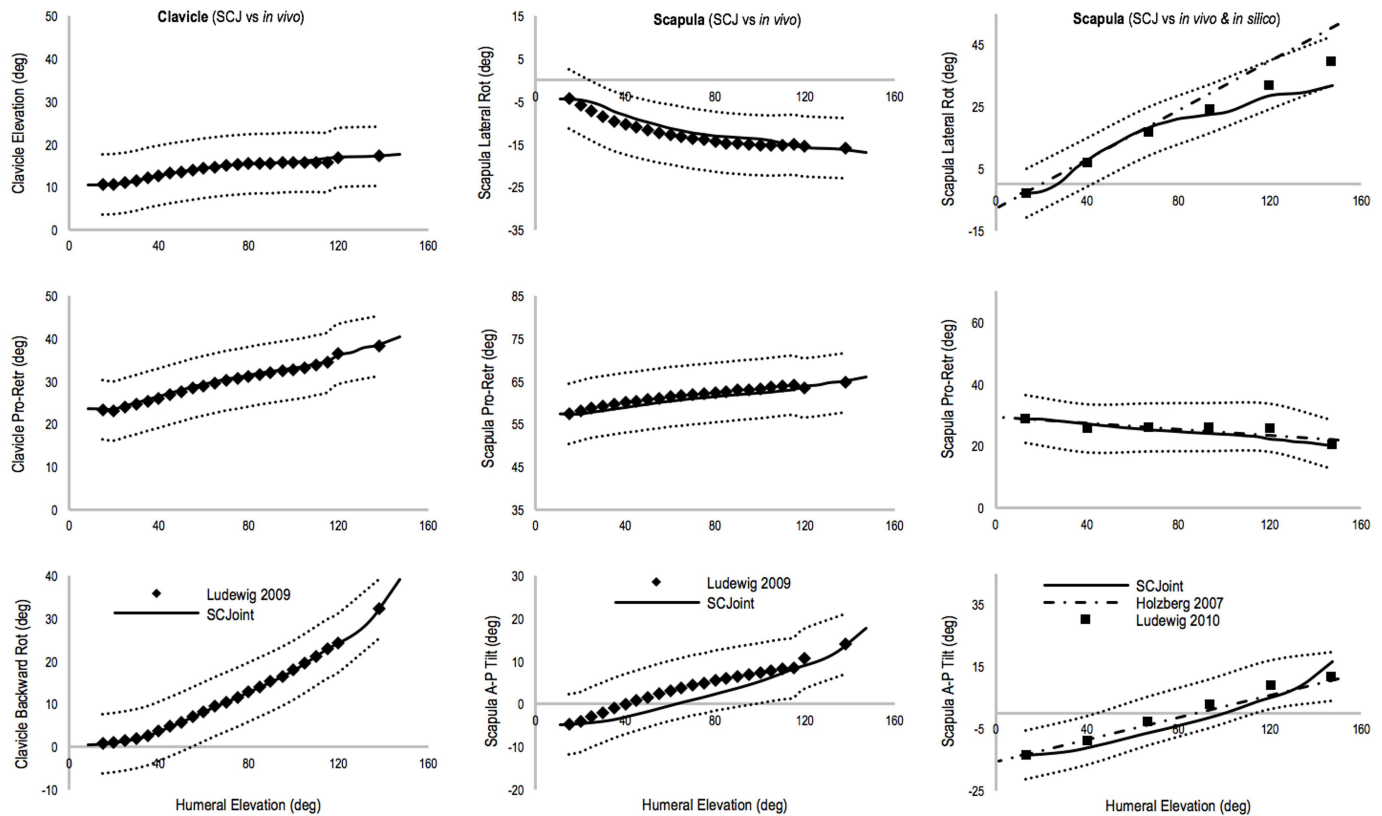 Clavicle (SCJ vs in vivo)
Clavicle Elevation (deg)
50
40
30
20
10
0
0 40 80 120 160
Scapula (SCJ vs in vivo)
Scapula Lateral Rot (deg)
15
5
-5
-15
-25
-35
0 40 80 120 160
Scapula (SCJ vs in vivo & in silico)
Scapula Lateral Rot (deg)
45
25
5
-15
0 40 80 120 160
Clavicle Pro-Retr (deg)
50
40
30
20
10
0
0 40 80 120 160
Scapula Pro-Retr (deg)
85
75
65
55
45
35
0 40 80 120 160
Scapula Pro-Retr (deg)
60
40
20
0
0 40 80 120 160
Clavicle Backward Rot (deg)
40
30
20
10
0
-10
Ludewig 2009
SCJoint
0 40 80 120 160
Humeral Elevation (deg)
Scapula A-P Tilt (deg)
30
20
10
0
-10
-20
Ludewig 2009
SCJoint
0 40 80 120 160
Humeral Elevation (deg)
Scapula A-P Tilt (deg)
35
15
-5
-25
SCJoint
Holzberg 2007
Ludewig 2010
0 40 80 120 160
Humeral Elevation (deg)